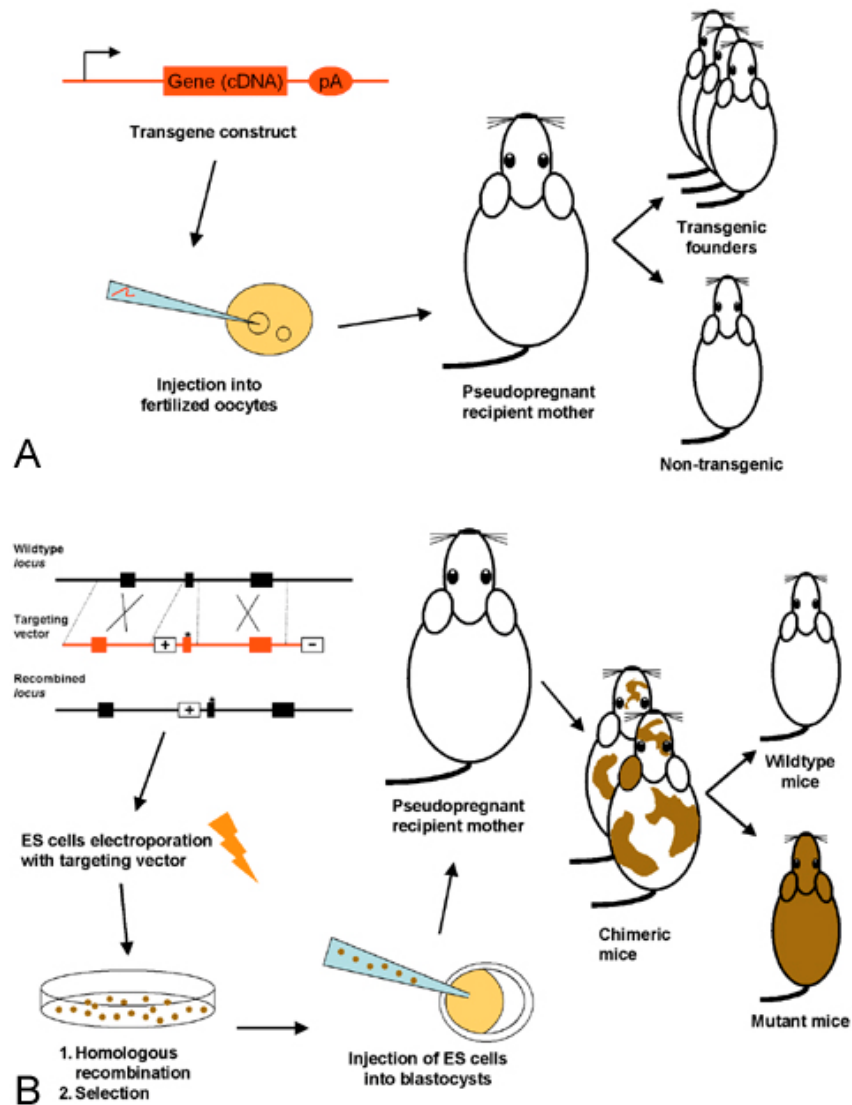 Gene (cDNA)
pA
Transgene construct
Injection into
fertilized oocytes
Pseudopregnant
recipient mother
Transgenic
founders
Non-transgenic
A
Wildtype
locus
Targeting
vector
+
*
−
Recombined
locus
+
*
ES cells electroporation
with targeting vector
1. Homologous
recombination
2. Selection
Injection of ES cells
into blastocysts
Pseudopregnant
recipient mother
Chimeric
mice
Wildtype
mice
Mutant mice
B